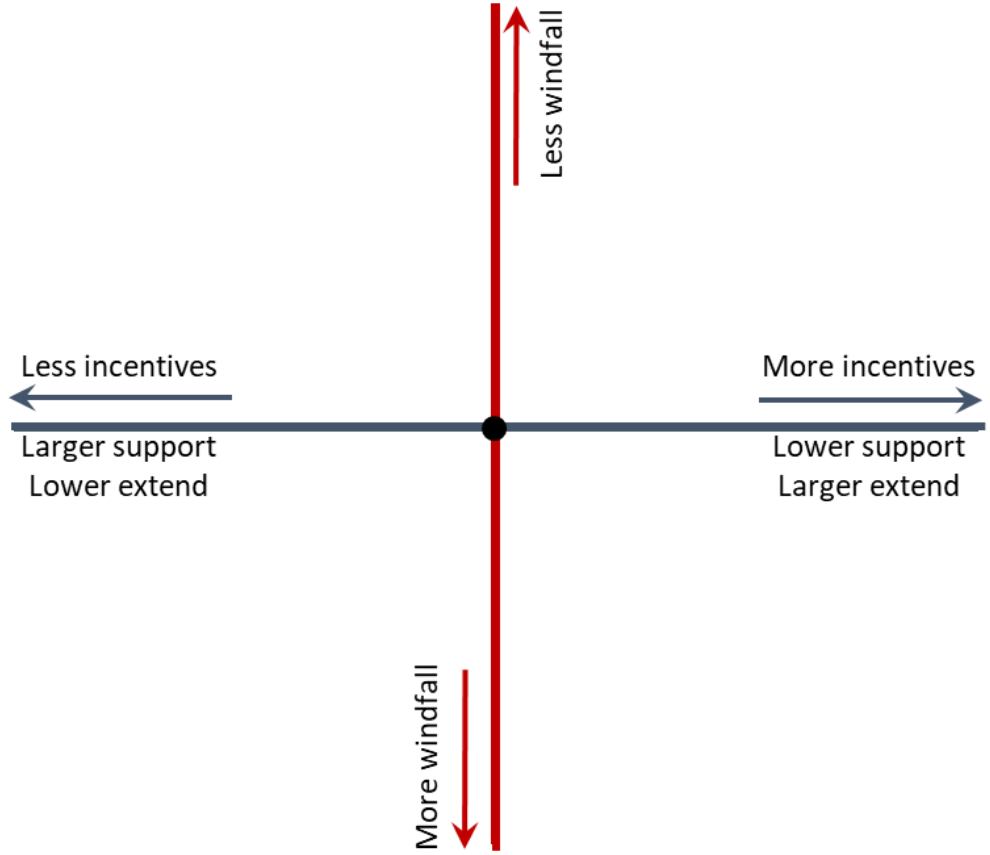 Less windfall
Less incentives
More incentives
Larger support
Lower extend
Lower support
Larger extend
More windfall